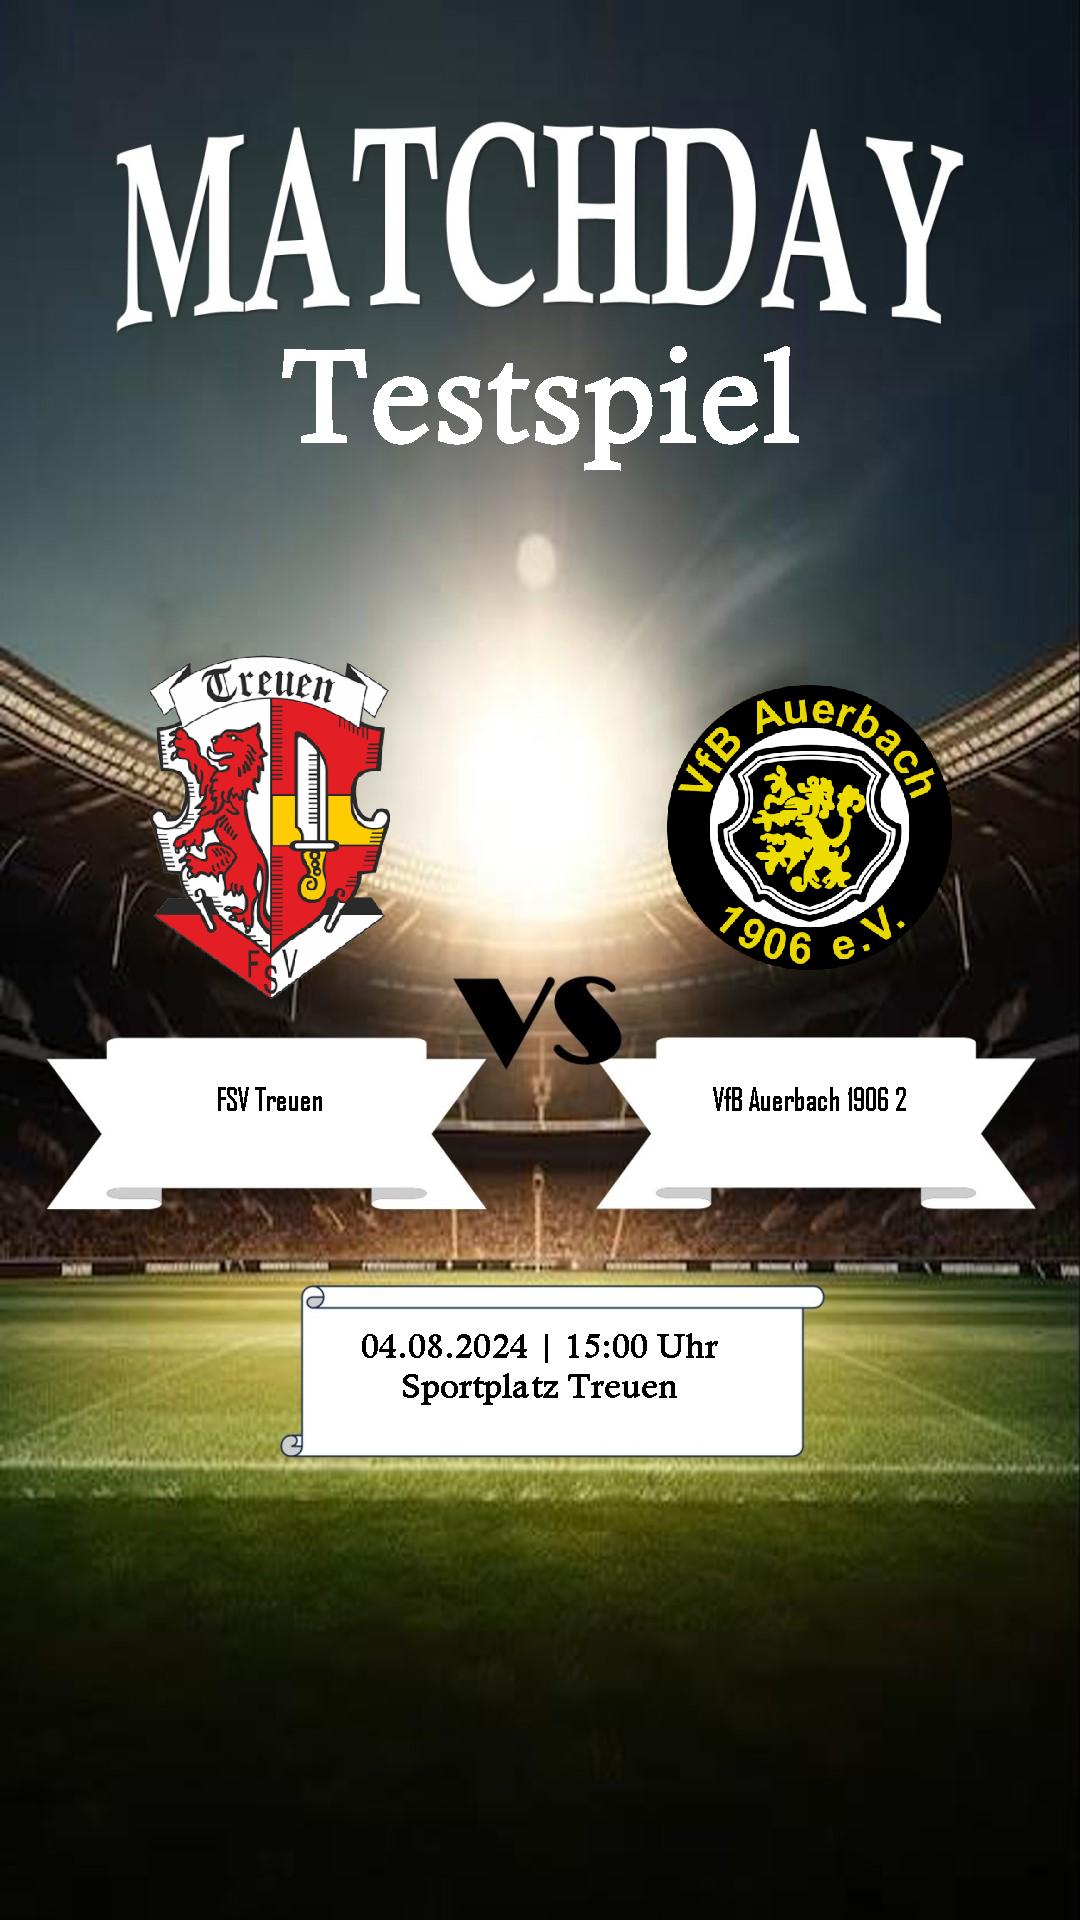 MATCHDAY
Testspiel
Treuen
FSV
VfB Auerbach
1906 e.V.
VS
FSV Treuen
VfB Auerbach 1906 2
04.08.2024 | 15:00 Uhr
Sportplatz Treuen